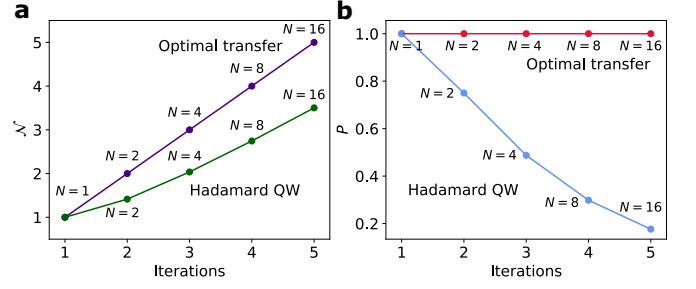 a
N = 16
5
Optimal transfer
N = 8
4
N = 16
N = 4
3
𝒩
N = 8
N = 2
N = 4
2
N = 1
Hadamard QW
N = 2
1
1 2 3 4 5
Iterations
b
1.0
N = 1 N = 2 N = 4 N = 8 N = 16
Optimal transfer
0.8
N = 2
P
0.6
N = 4
0.4
Hadamard QW
N = 8
N = 16
0.2
1 2 3 4 5
Iterations